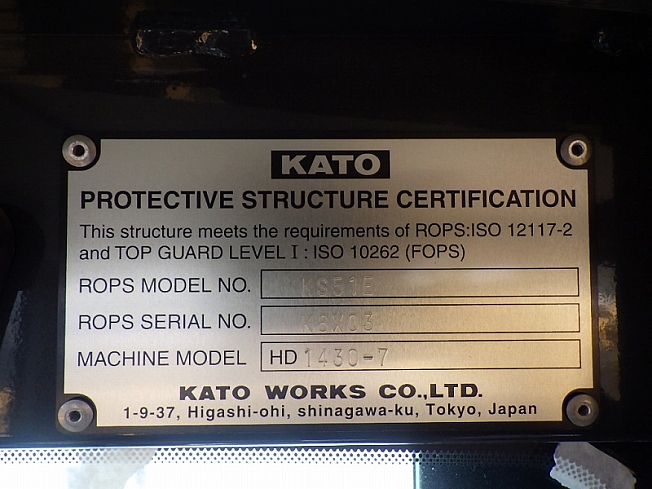 KATO
PROTECTIVE STRUCTURE CERTIFICATION
This structure meets the requirements of ROPS:ISO 12117-2
and TOP GUARD LEVEL I : ISO 10262 (FOPS)
ROPS MODEL NO.
ROPS SERIAL NO.
MACHINE MODEL HD 1430-7
KATO WORKS CO.,LTD.
1-9-37, Higashi-ohi, shinagawa-ku, Tokyo, Japan